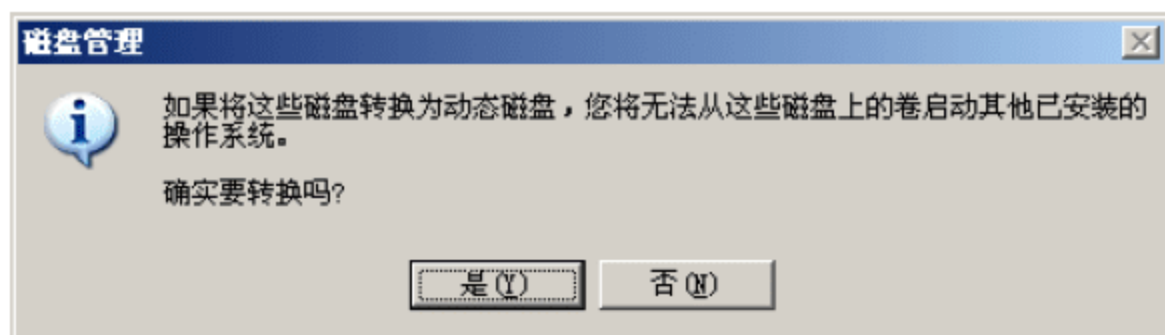 磁盘管理
如果将这些磁盘转换为动态磁盘，您将无法从这些磁盘上的卷启动其他已安装的
操作系统。
确实要转换吗?
是(Y) 否(N)